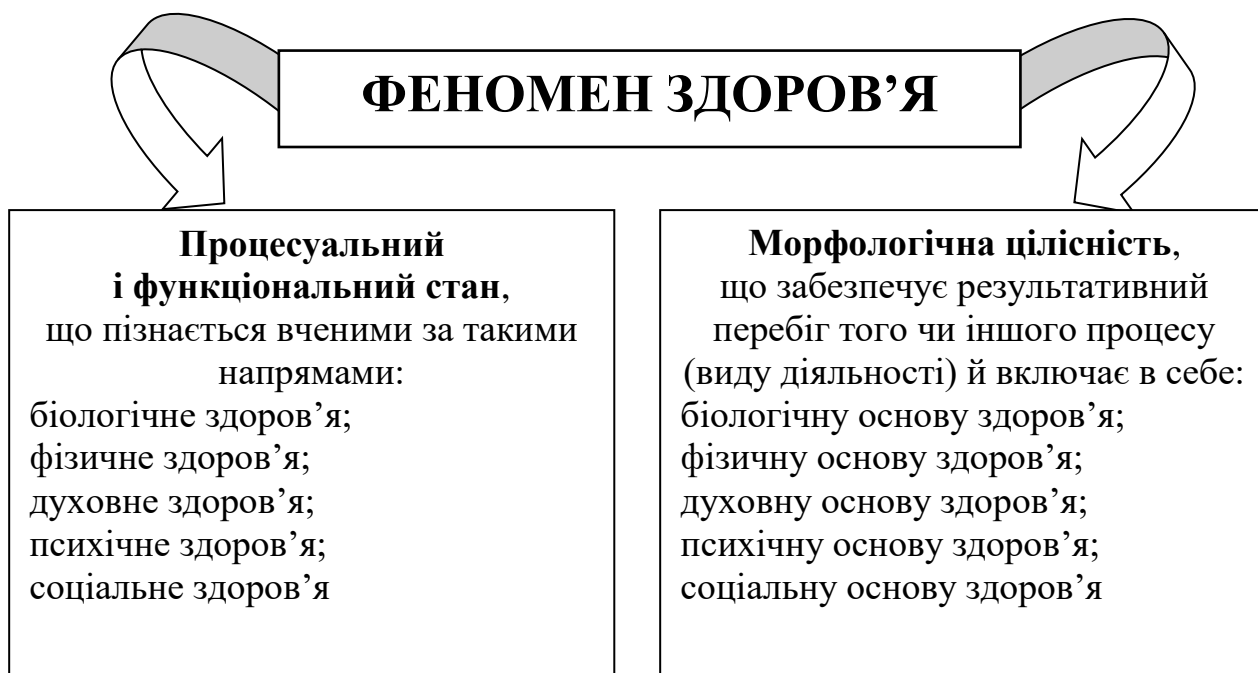 ФЕНОМЕН ЗДОРОВ’Я
Процесуальний
і функціональний стан,
що пізнається вченими за такими
напрямами:
біологічне здоров’я;
фізичне здоров’я;
духовне здоров’я;
психічне здоров’я;
соціальне здоров’я
Морфологічна цілісність,
що забезпечує результативний
перебіг того чи іншого процесу
(виду діяльності) й включає в себе:
біологічну основу здоров’я;
фізичну основу здоров’я;
духовну основу здоров’я;
психічну основу здоров’я;
соціальну основу здоров’я